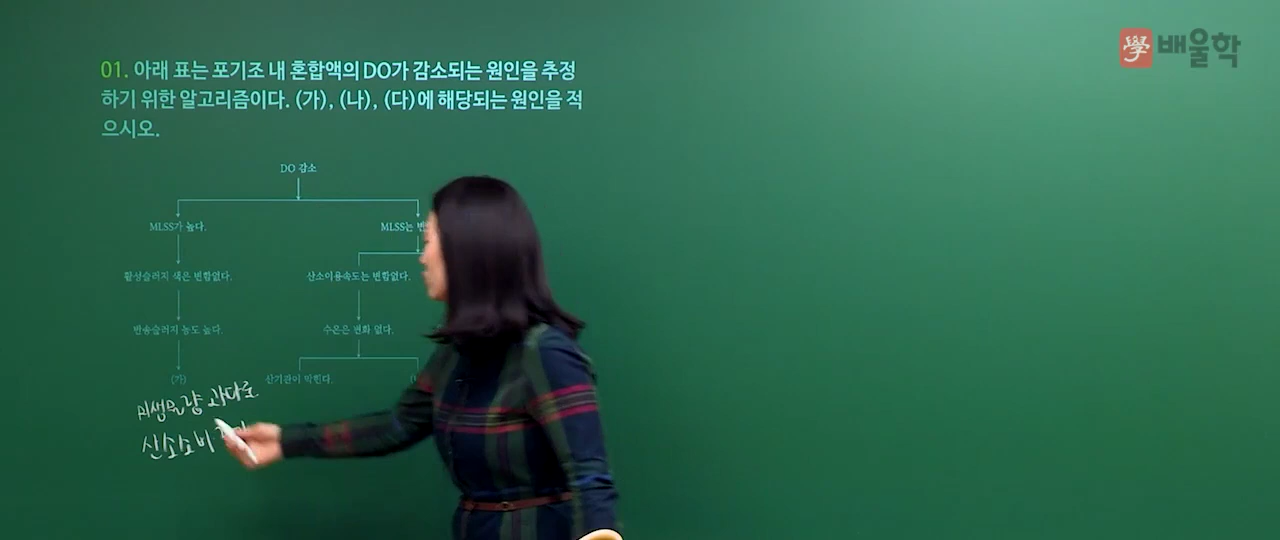 學배울학
01. 아래 표는 포기조 내 혼합액의 DO가 감소되는 원인을 추정
하기 위한 알고리즘이다. (가), (나), (다)에 해당되는 원인을 적
으시오.
DO 감소
MLSS가 높다.
MLSS는
활성슬러지 색은 변함없다.
산소이용속도는 변함없다.
반송슬러지 농도 높다.
수온은 변화 없다.
(가)
산기관이 막힌다.
미생물량 과다로
산소소비